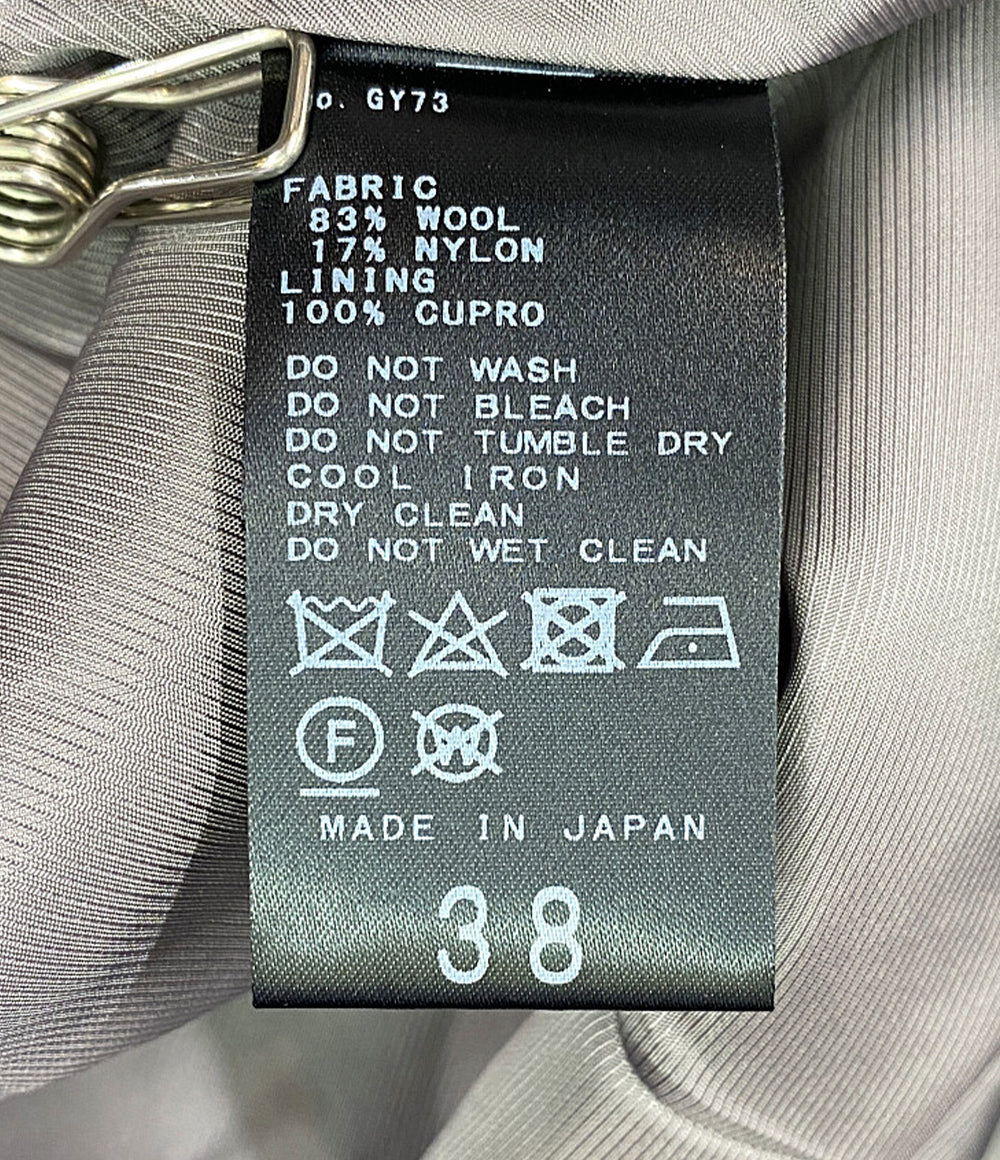 o. GY73
FABRIC
83% WOOL
17% NYLON
LINING
100% CUPRO
DO NOT WASH
DO NOT BLEACH
DO NOT TUMBLE DRY
COOL IRON
DRY CLEAN
DO NOT WET CLEAN
F W
MADE IN JAPAN
38